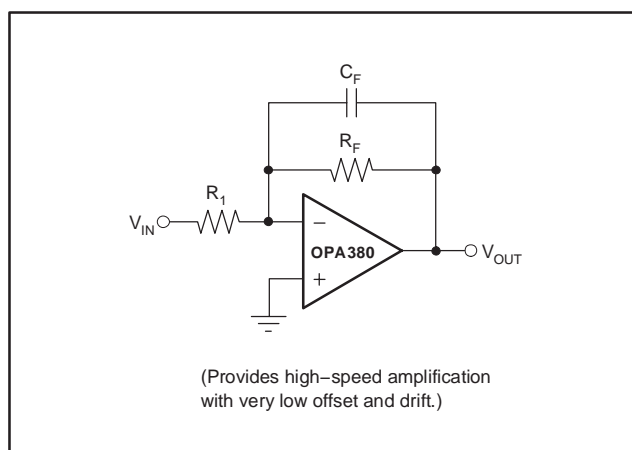 C_F
R_F
R_1
V_IN
−
OPA380
+
V_OUT
(Provides high−speed amplification
with very low offset and drift.)